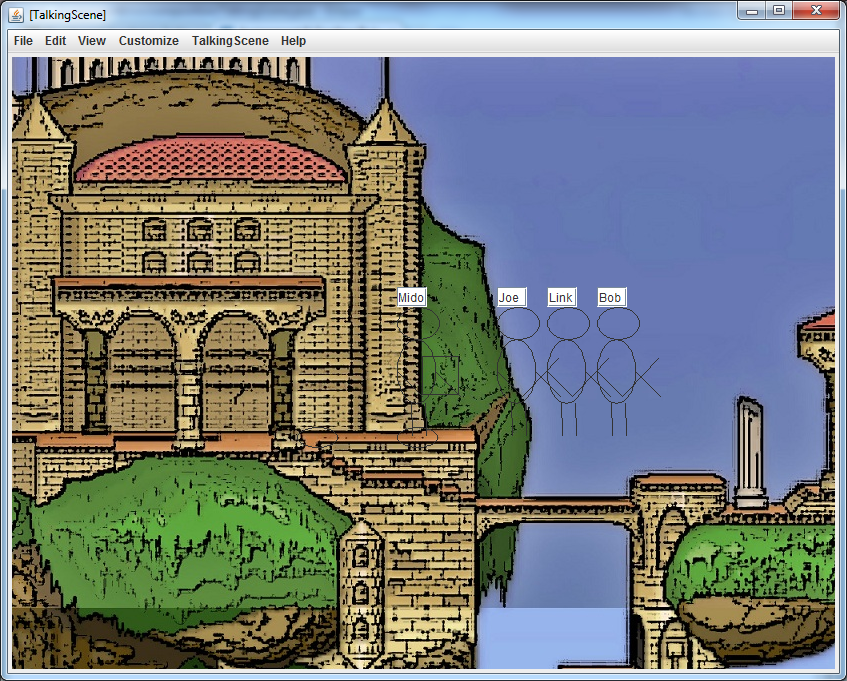 [TalkingScene]
File Edit View Customize TalkingScene Help
Mido Joe Link Bob